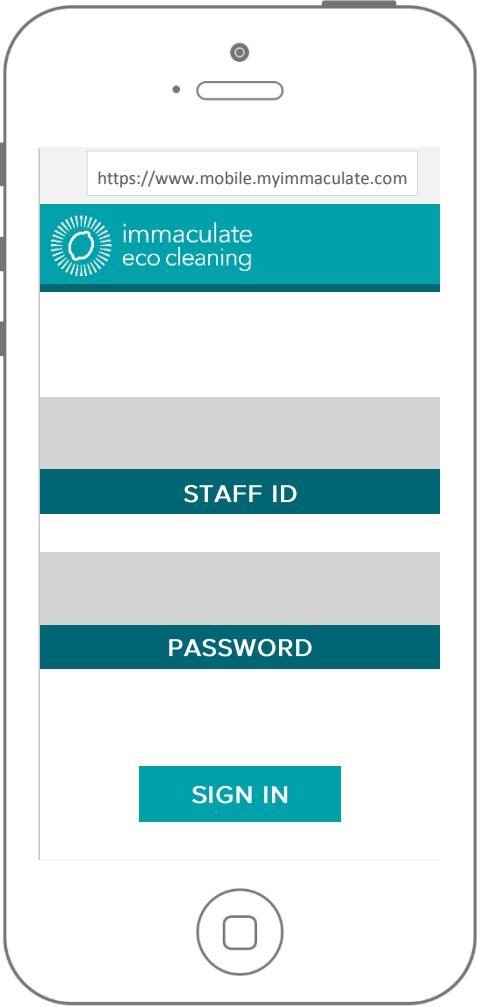 https://www.mobile.myimmaculate.com
immaculate
eco cleaning
STAFF ID
PASSWORD
SIGN IN